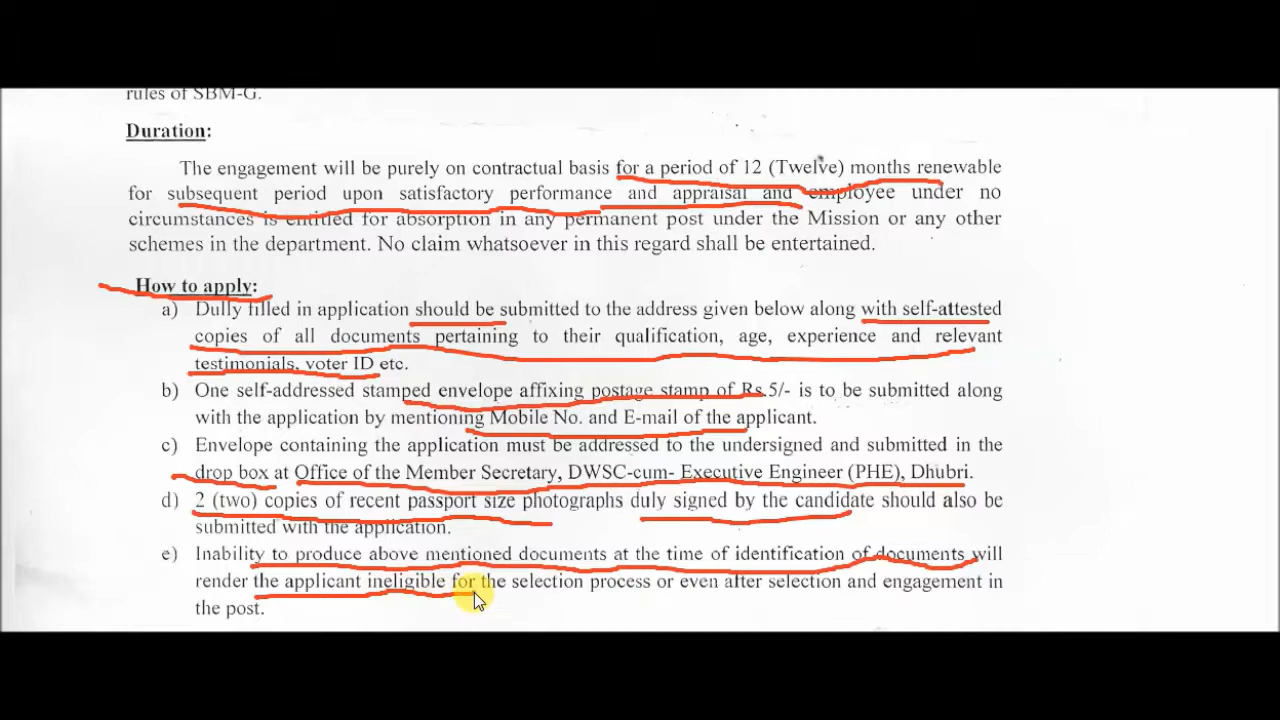 rules of SBM-G.
Duration:
The engagement will be purely on contractual basis for a period of 12 (Twelve) months renewable
for subsequent period upon satisfactory performance and appraisal and employee under no
circumstances is entitled for absorption in any permanent post under the Mission or any other
schemes in the department. No claim whatsoever in this regard shall be entertained.
How to apply:
a) Dully filled in application should be submitted to the address given below along with self-attested
copies of all documents pertaining to their qualification, age, experience and relevant
testimonials, voter ID etc.
b) One self-addressed stamped envelope affixing postage stamp of Rs.5/- is to be submitted along
with the application by mentioning Mobile No. and E-mail of the applicant.
c) Envelope containing the application must be addressed to the undersigned and submitted in the
drop box at Office of the Member Secretary, DWSC-cum- Executive Engineer (PHE), Dhubri.
d) 2 (two) copies of recent passport size photographs duly signed by the candidate should also be
submitted with the application.
e) Inability to produce above mentioned documents at the time of identification of documents will
render the applicant ineligible for the selection process or even after selection and engagement in
the post.